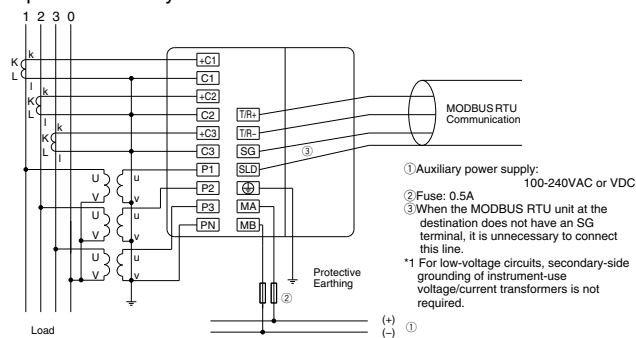 1 2 3 0
K k
L l
K k
L l
K k
L l
U u
V v
U u
V v
U u
V v
Load
+C1
C1
+C2
C2
+C3
C3
P1
P2
P3
PN
T/R+
T/R−
SG
SLD
MA
MB
③
②
Protective
Earthing
(+)
(−)
①
MODBUS RTU
Communication
①Auxiliary power supply:
100-240VAC or VDC
②Fuse: 0.5A
③When the MODBUS RTU unit at the
destination does not have an SG
terminal, it is unnecessary to connect
this line.
*1 For low-voltage circuits, secondary-side
grounding of instrument-use
voltage/current transformers is not
required.